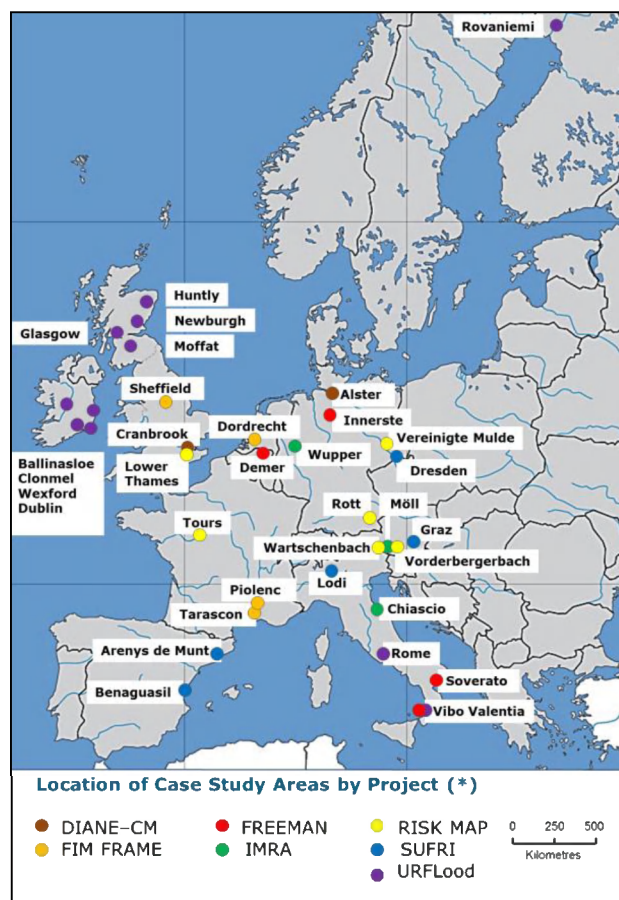 Rovaniemi
Huntly
Newburgh
Glasgow
Moffat
Sheffield
Alster
Dordrecht
Innerste
Cranbrook
Vereinigte Mulde
Wupper
Ballinasloe
Clonmel
Wexford
Dublin
Lower
Thames
Demer
Dresden
Rott
Möll
Tours
Graz
Wartschenbach
Vorderbergerbach
Lodi
Piolenc
Tarascon
Chiascio
Arenys de Munt
Rome
Soverato
Benaguasil
Vibo Valentia
Location of Case Study Areas by Project (*)
DIANE-CM
FREEMAN
RISK MAP
0 500
FIM FRAME
IMRA
SUFRI
Kilometres
URFLood